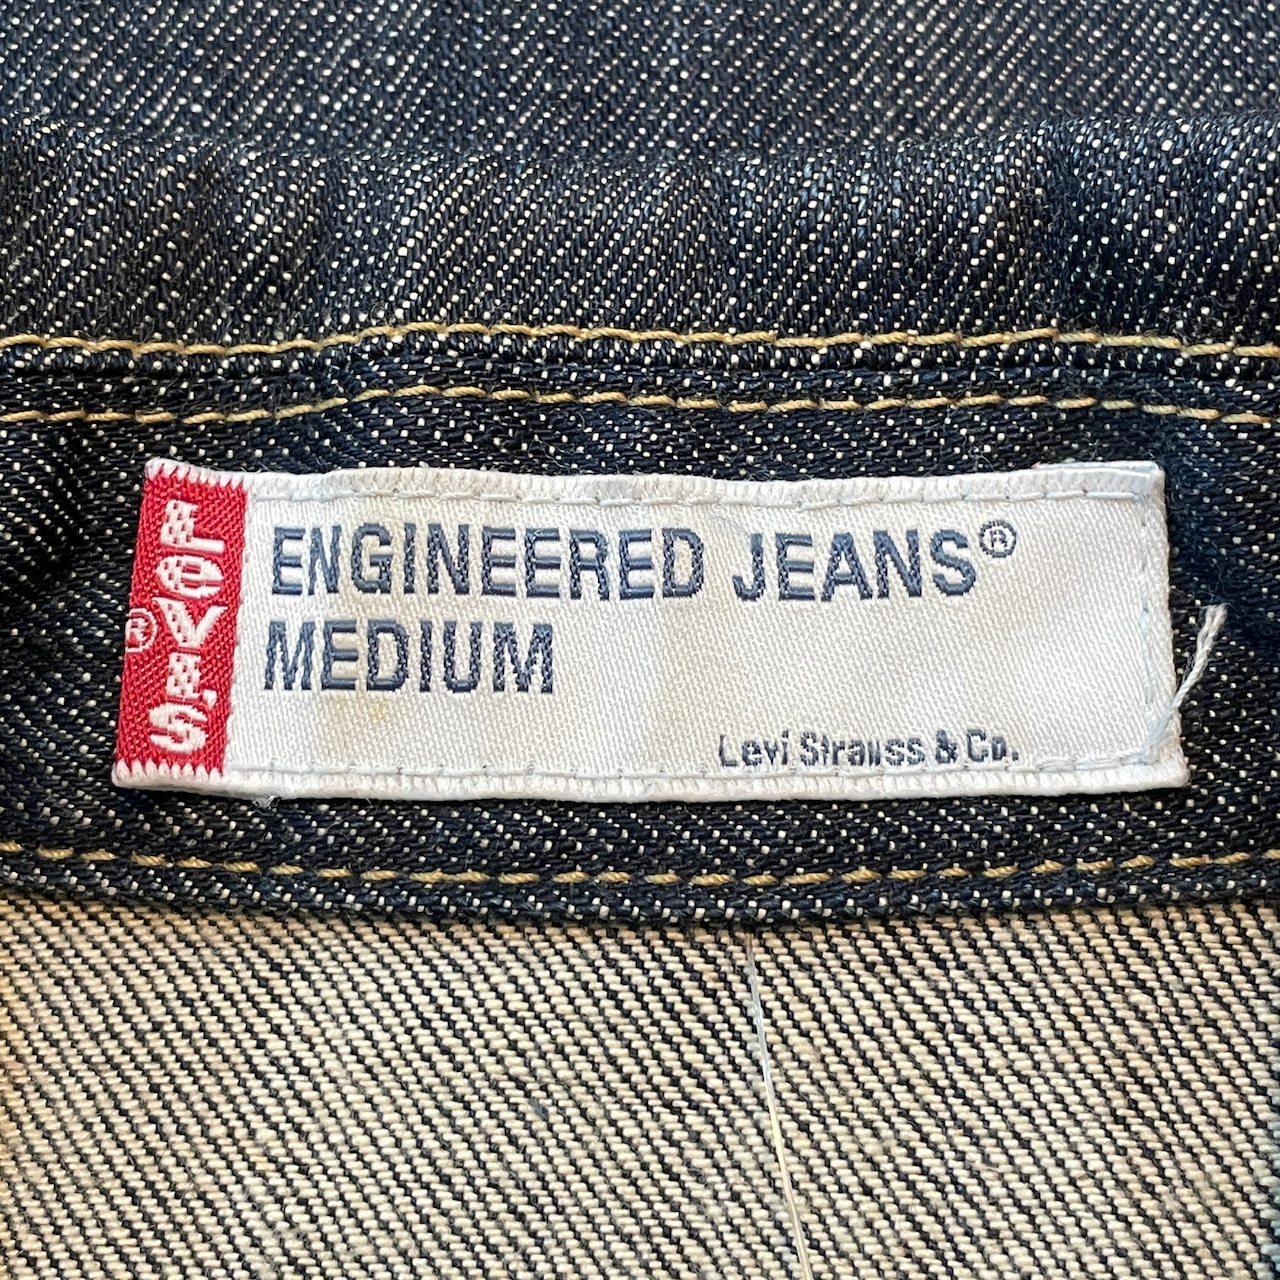 LEVI'S®
ENGINEERED JEANS®
MEDIUM
Levi Strauss & Co.